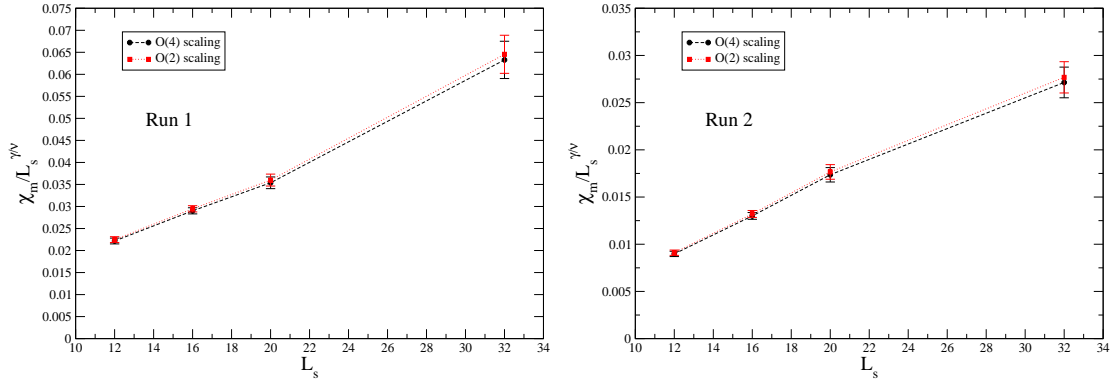 0.075
0.07
0.065
0.06
0.055
0.05
0.045
0.04
0.035
0.03
0.025
0.02
0.015
0.01
0.005
0
χm/Ls^γ/ν
O(4) scaling
O(2) scaling
Run 1
10 12 14 16 18 20 22 24 26 28 30 32 34
Ls
0.035
0.03
0.025
0.02
0.015
0.01
0.005
0.000
χm/Ls^γ/ν
O(4) scaling
O(2) scaling
Run 2
10 12 14 16 18 20 22 24 26 28 30 32 34
Ls